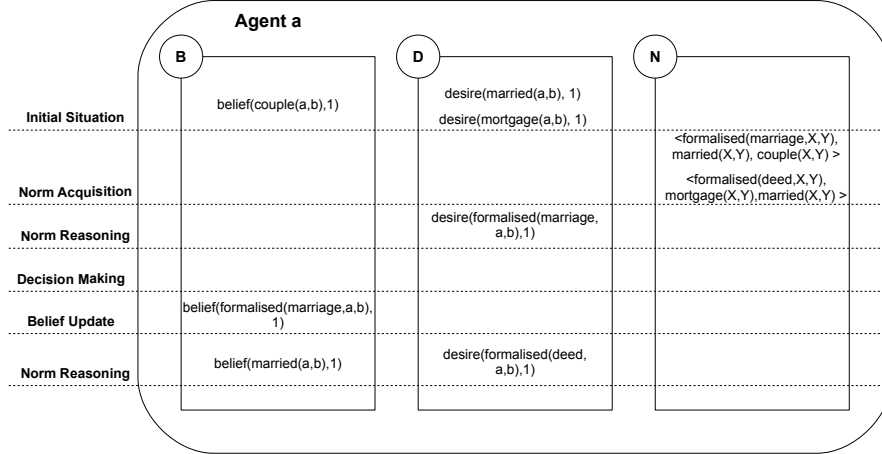 Agent a
B
D
N
belief(couple(a,b),1)
desire(married(a,b), 1)
desire(mortgage(a,b), 1)
Initial Situation
<formalised(marriage,X,Y),
married(X,Y), couple(X,Y) >
<formalised(deed,X,Y),
mortgage(X,Y),married(X,Y) >
Norm Acquisition
desire(formalised(marriage,
a,b),1)
Norm Reasoning
Decision Making
belief(formalised(marriage,a,b),
1)
Belief Update
belief(married(a,b),1)
desire(formalised(deed,
a,b),1)
Norm Reasoning